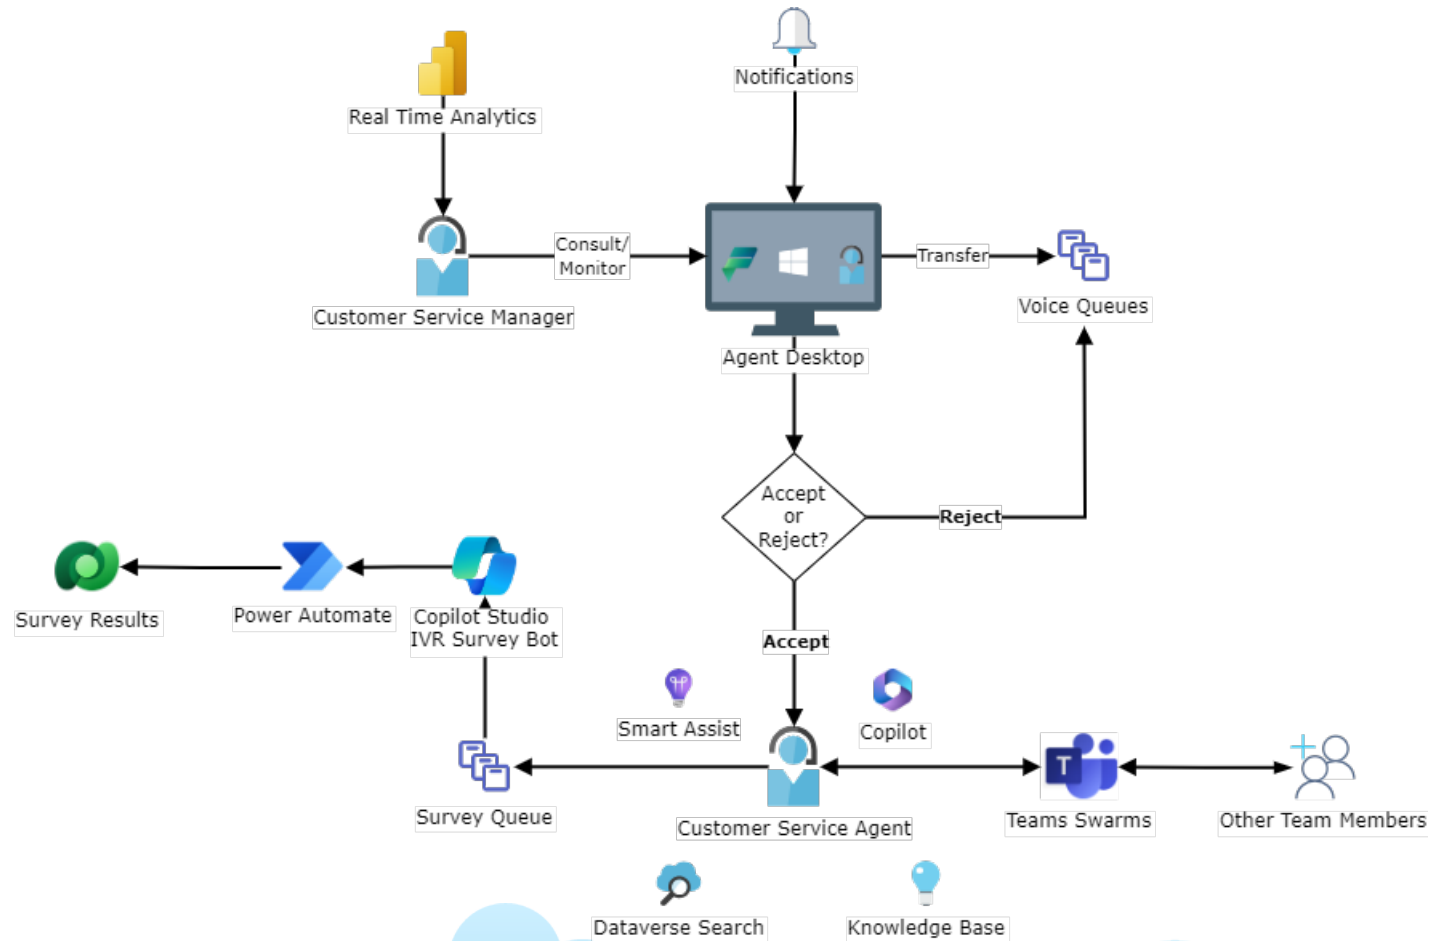 Notifications
Real Time Analytics
Consult/
Monitor
Transfer
Customer Service Manager
Voice Queues
Agent Desktop
Accept
or
Reject?
Reject
Survey Results
Power Automate
Copilot Studio
IVR Survey Bot
Accept
Smart Assist
Copilot
T
Survey Queue
Customer Service Agent
Teams Swarms
Other Team Members
Dataverse Search
Knowledge Base